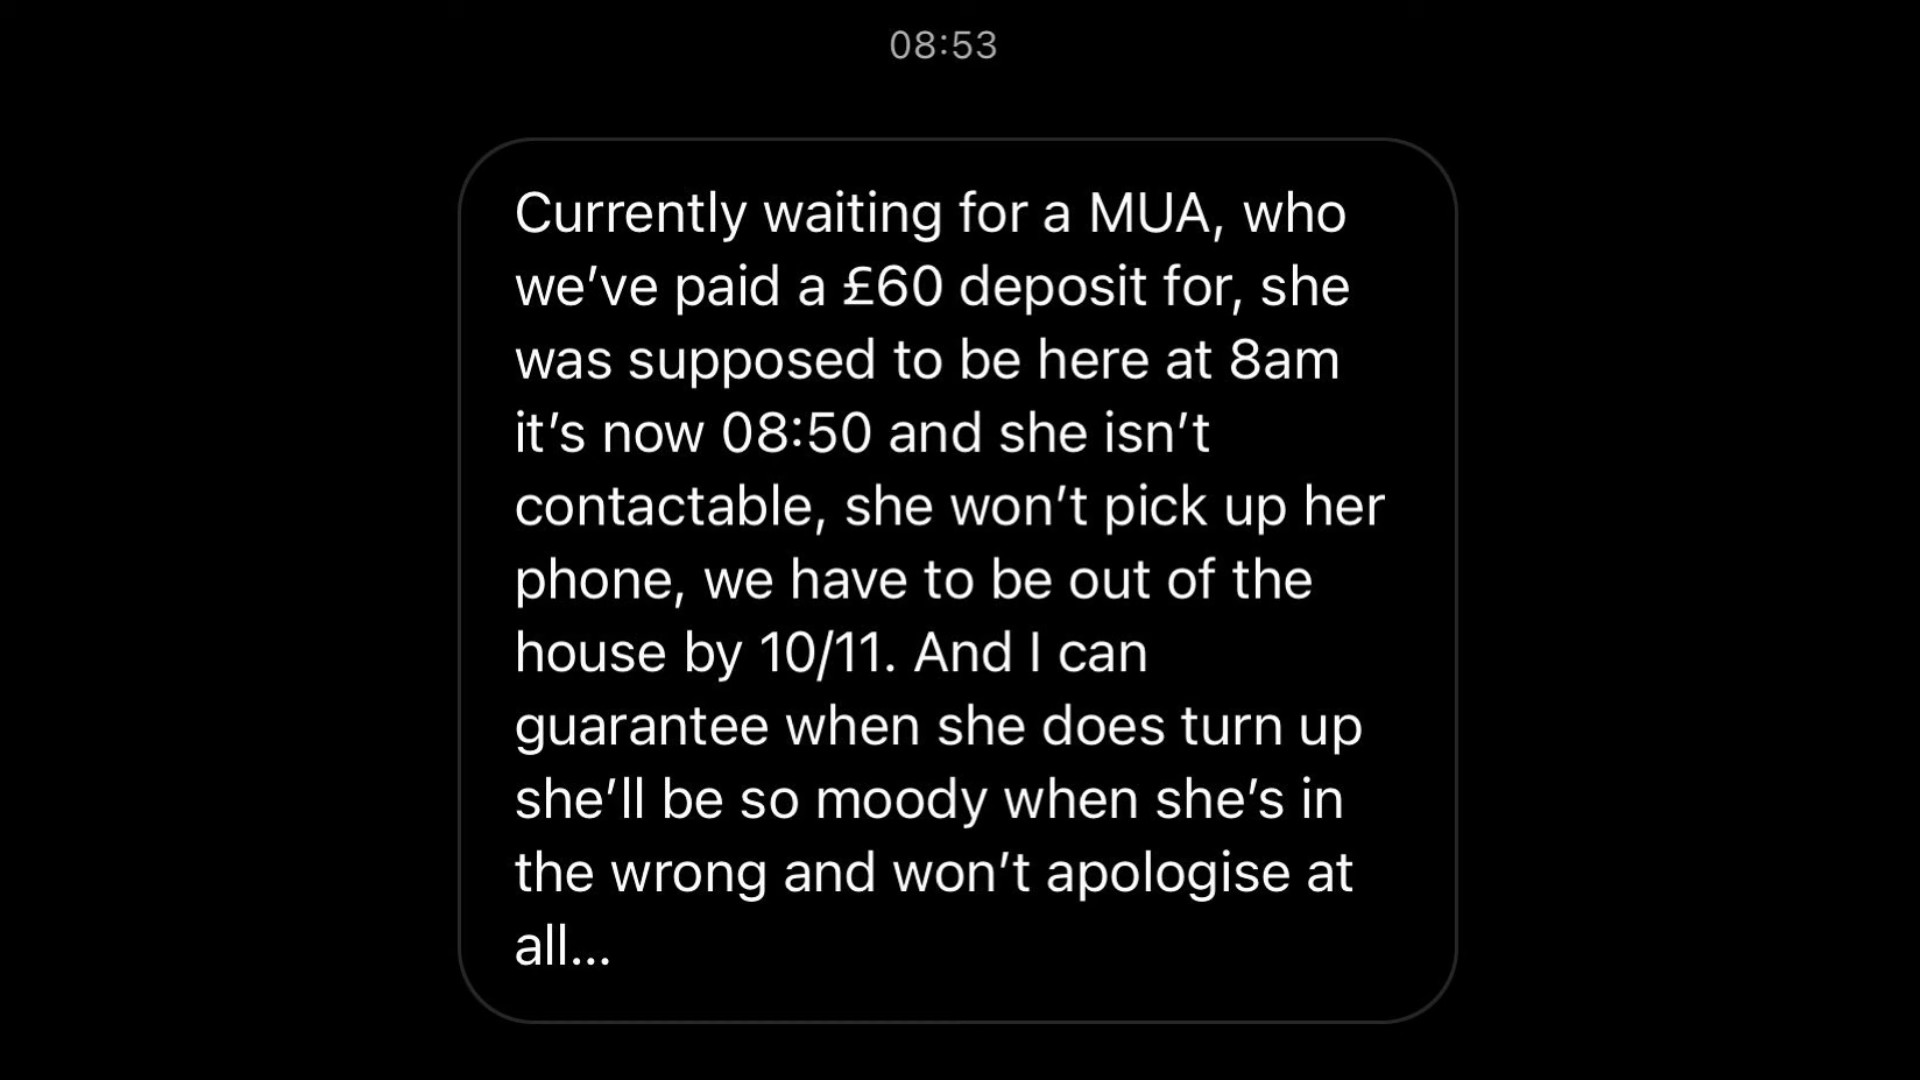 08:53
Currently waiting for a MUA, who
we’ve paid a £60 deposit for, she
was supposed to be here at 8am
it’s now 08:50 and she isn’t
contactable, she won’t pick up her
phone, we have to be out of the
house by 10/11. And I can
guarantee when she does turn up
she’ll be so moody when she’s in
the wrong and won’t apologise at
all...